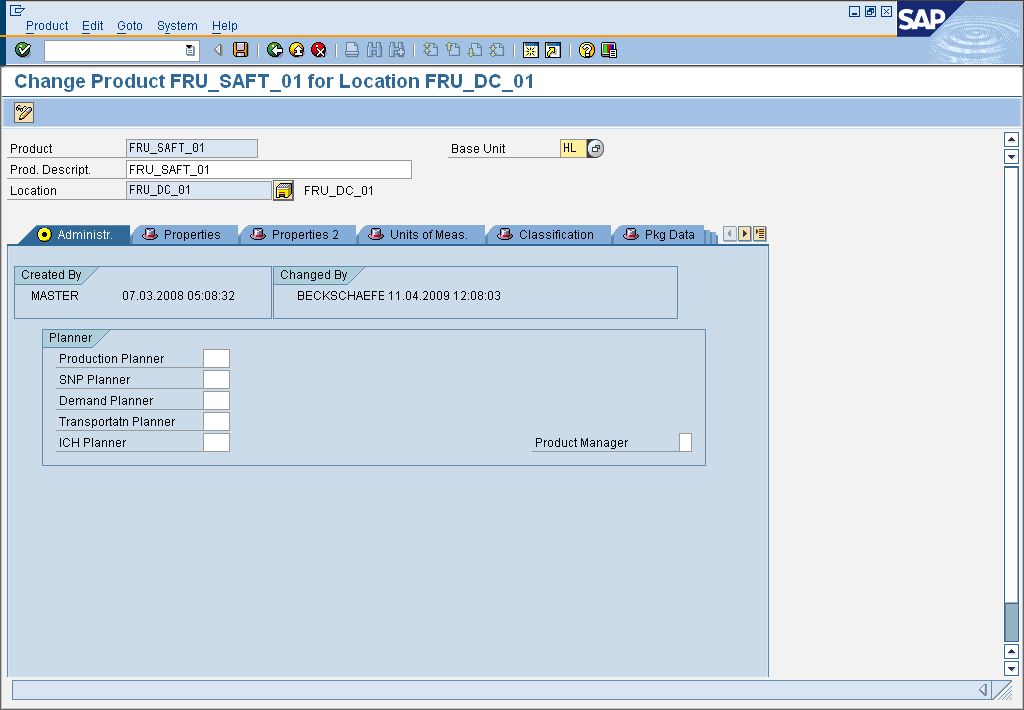 Product Edit Goto System Help
SAP
Change Product FRU_SAFT_01 for Location FRU_DC_01
Product FRU_SAFT_01 Base Unit HL
Prod. Descript. FRU_SAFT_01
Location FRU_DC_01 FRU_DC_01
Administr. Properties Properties 2 Units of Meas. Classification Pkg Data
Created By Changed By
MASTER 07.03.2008 05:08:32 BECKSCHAEFE 11.04.2009 12:08:03
Planner
Production Planner
SNP Planner
Demand Planner
Transportatn Planner
ICH Planner Product Manager